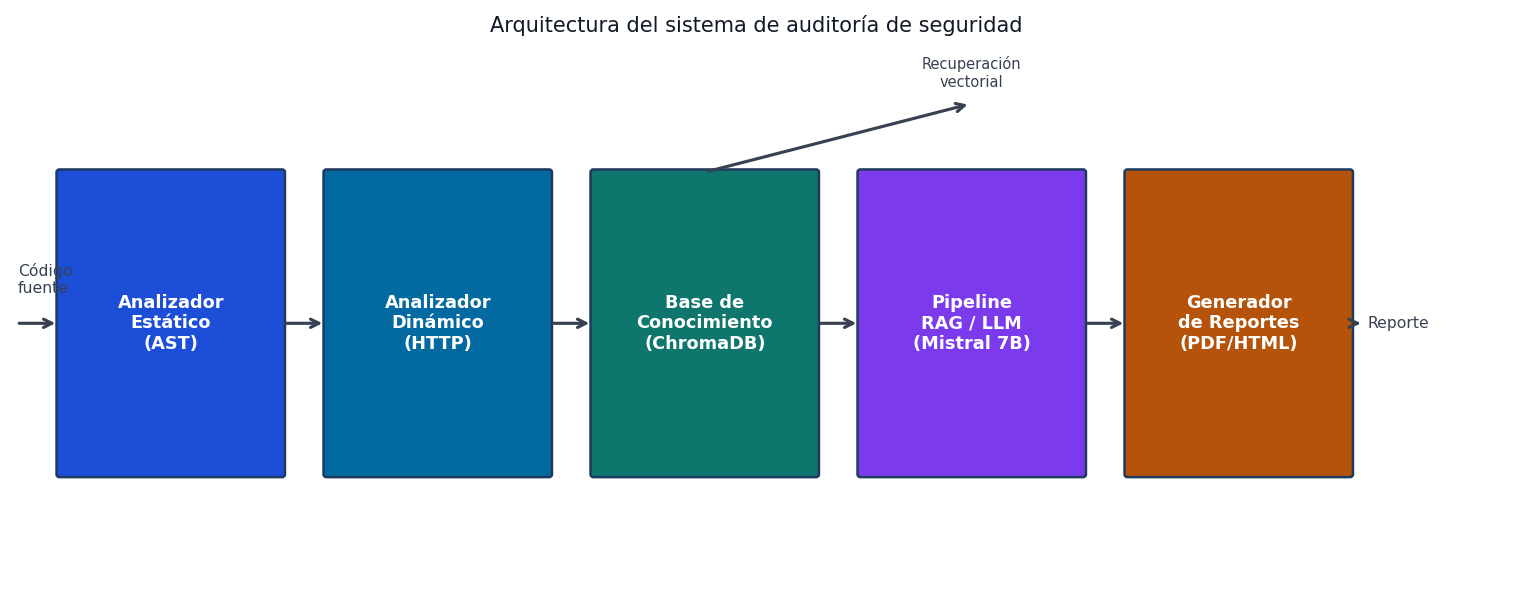 Arquitectura del sistema de auditoría de seguridad
Recuperación
vectorial
Código
fuente
Analizador
Estático
(AST)
Analizador
Dinámico
(HTTP)
Base de
Conocimiento
(ChromaDB)
Pipeline
RAG / LLM
(Mistral 7B)
Generador
de Reportes
(PDF/HTML)
Reporte